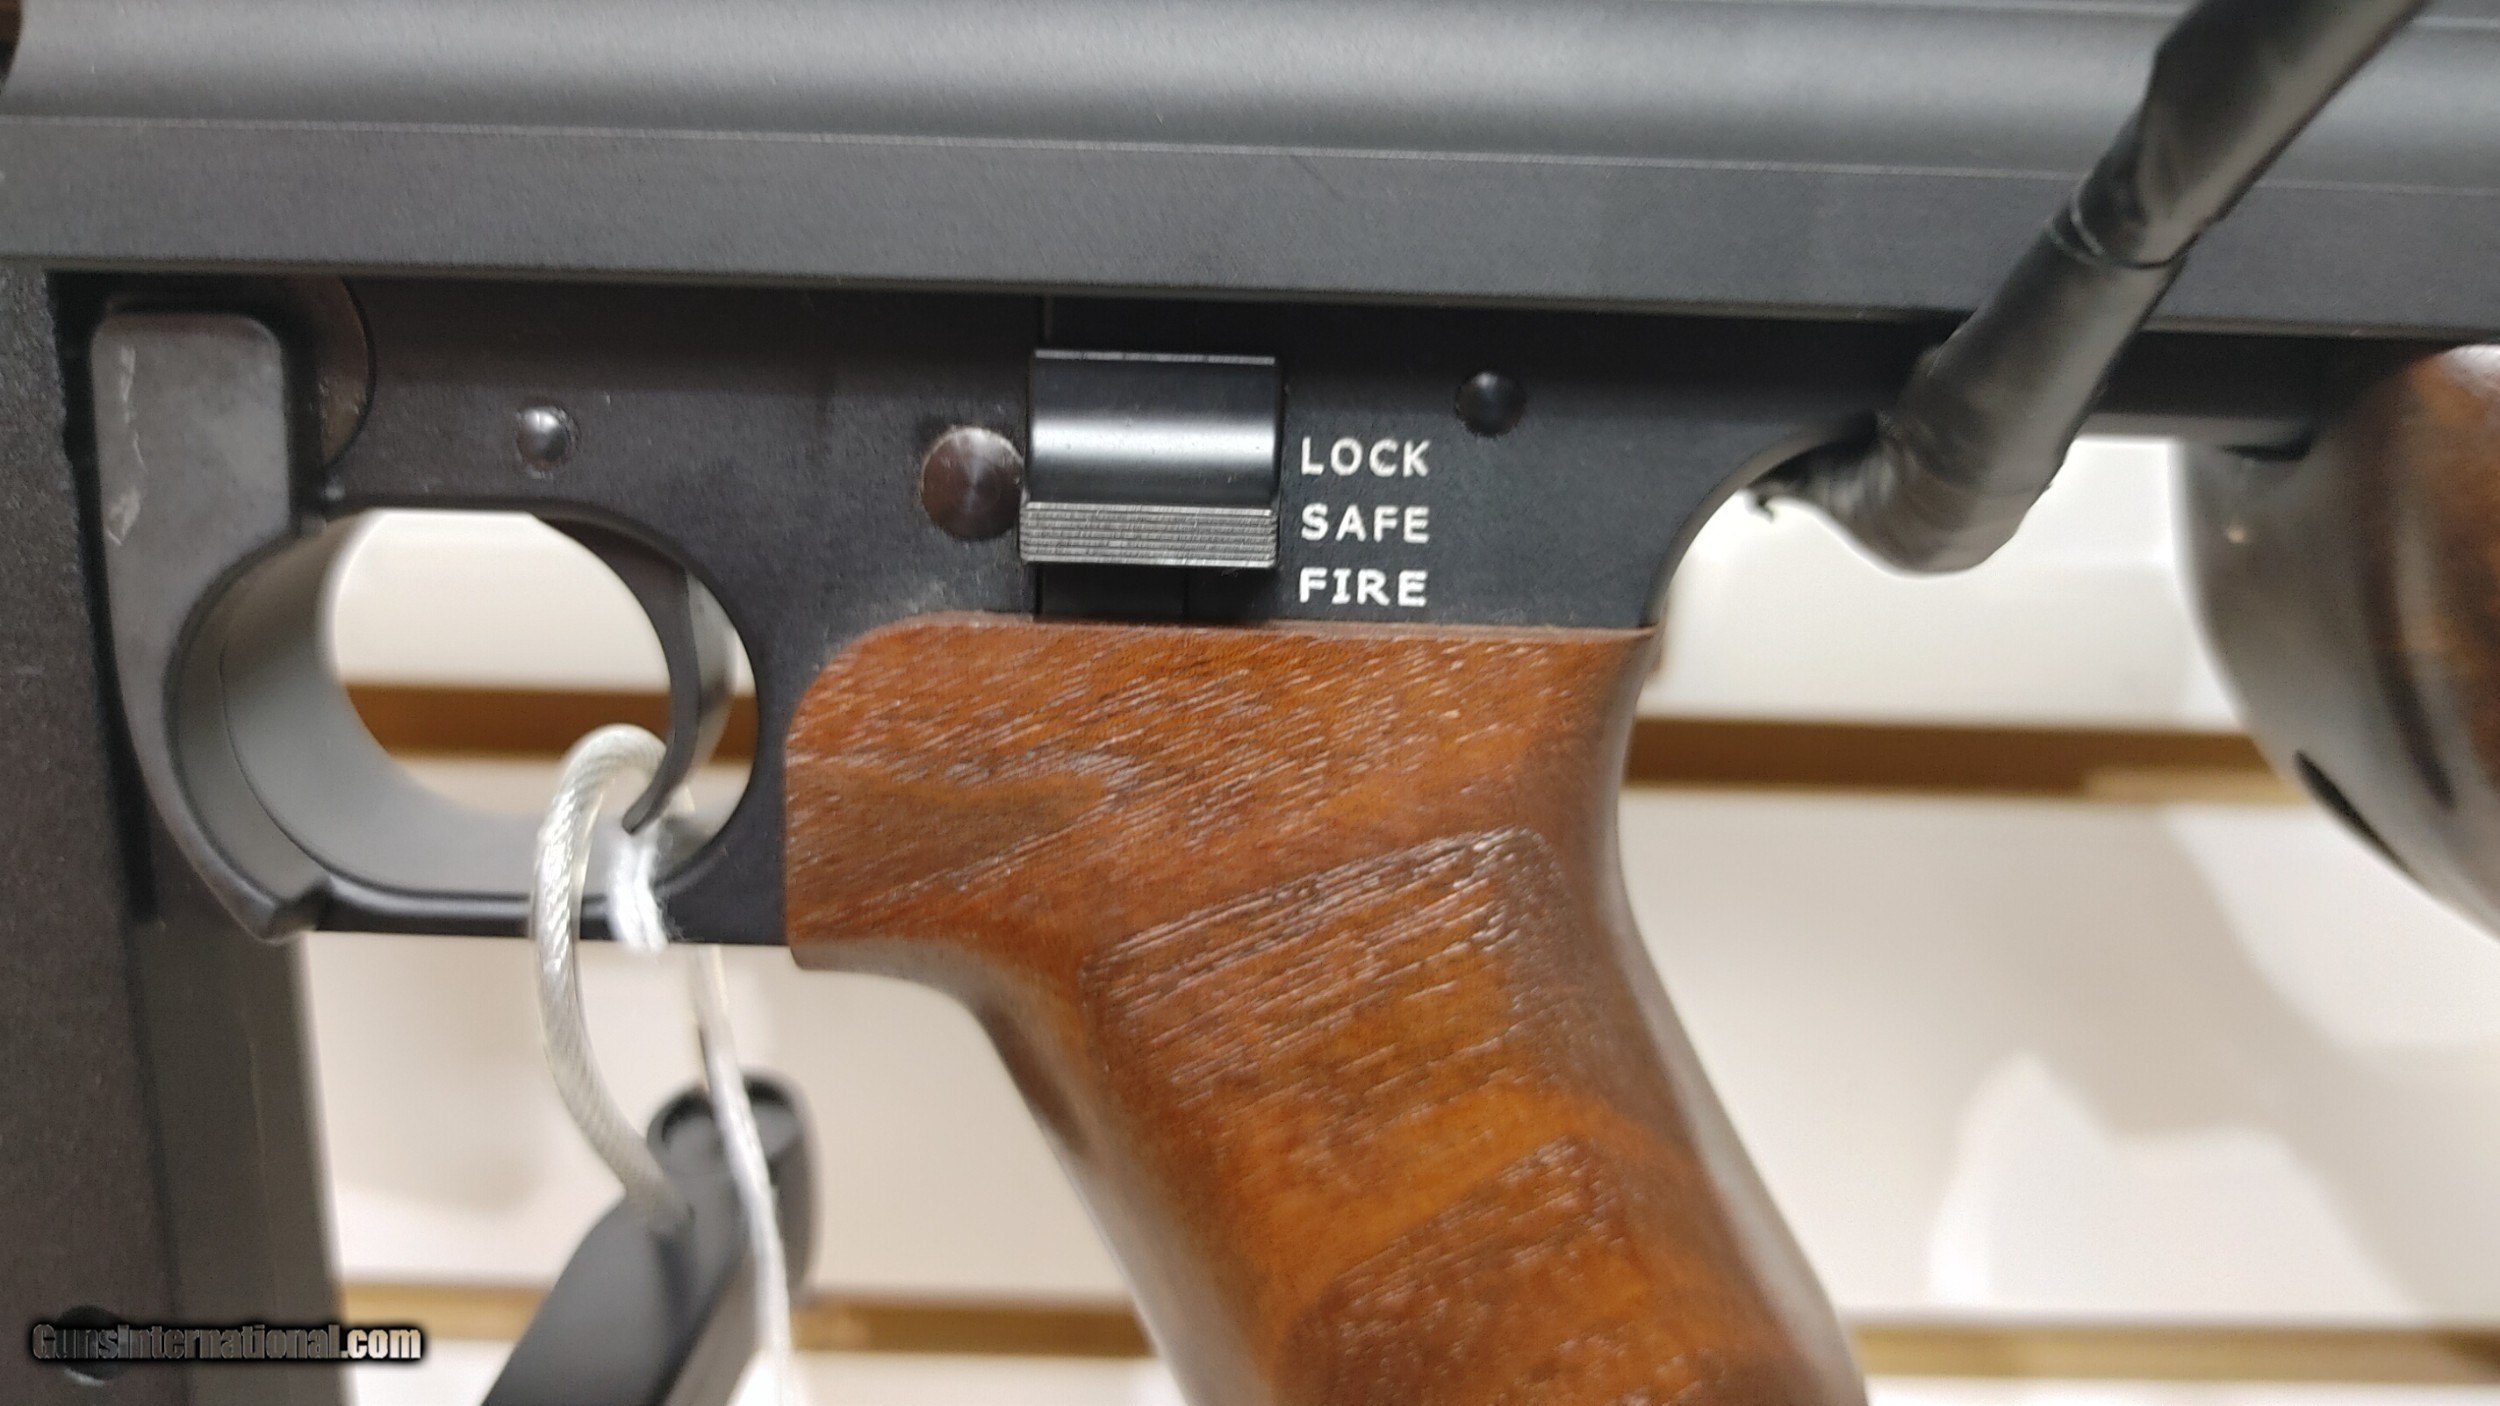 LOCK
SAFE
FIRE
GunsInternational.com